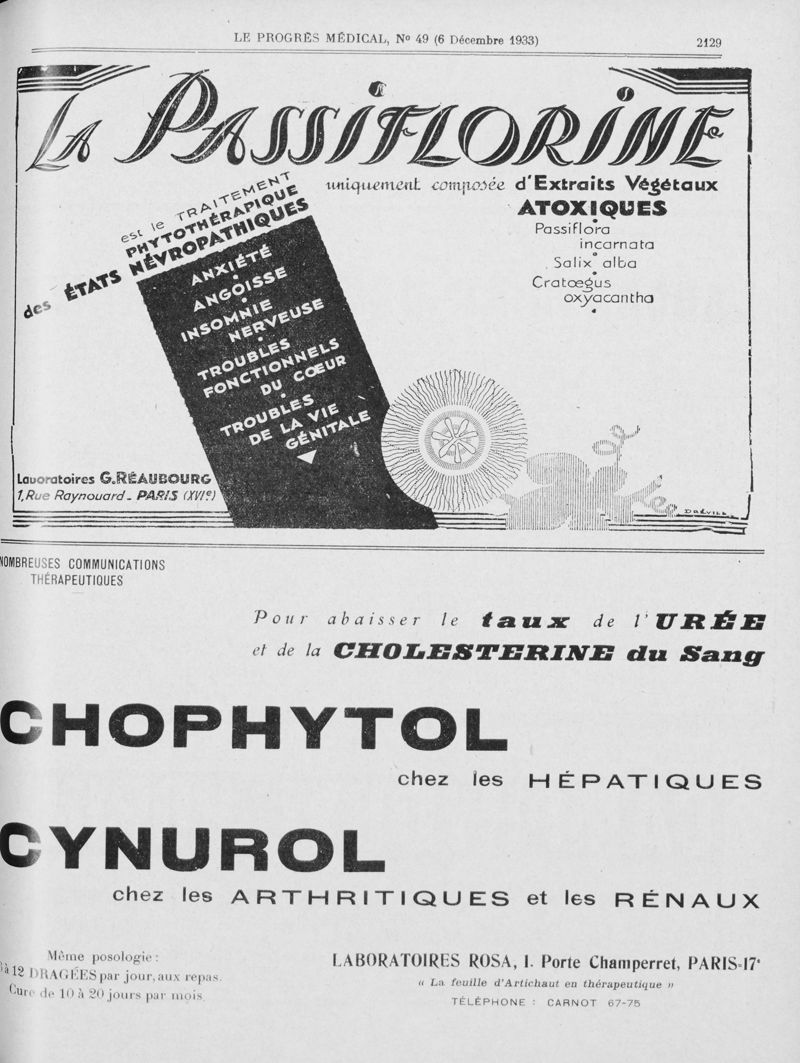 LE PROGRÈS MÉDICAL, No 49 (6 Décembre 1933)
2129
LA PASSIFLORINE
uniquement composée d'Extraits Végétaux
ATOXIQUES
Passiflora
incarnata
Salix alba
Cratœgus
oxyacantha
est le TRAITEMENT
PHYTOTHÉRAPIQUE
des ÉTATS NÉVROPATHIQUES
ANXIÉTÉ
ANGOISSE
INSOMNIE
NERVEUSE
TROUBLES
FONCTIONNELS
DU CŒUR
TROUBLES
DE LA VIE
GÉNITALE
Laboratoires G.RÉAUBOURG
1, Rue Raynouard - PARIS (XVIe)
NOMBREUSES COMMUNICATIONS
THÉRAPEUTIQUES
Pour abaisser le taux de l'URÉE
et de la CHOLESTERINE du Sang
CHOPHYTOL
chez les HÉPATIQUES
CYNUROL
chez les ARTHRITIQUES et les RÉNAUX
Même posologie :
à 12 DRAGÉES par jour, aux repas.
Cure de 10 à 20 jours par mois
LABORATOIRES ROSA, 1. Porte Champerret, PARIS-17e
« La feuille d'Artichaut en thérapeutique »
TÉLÉPHONE : CARNOT 67-75